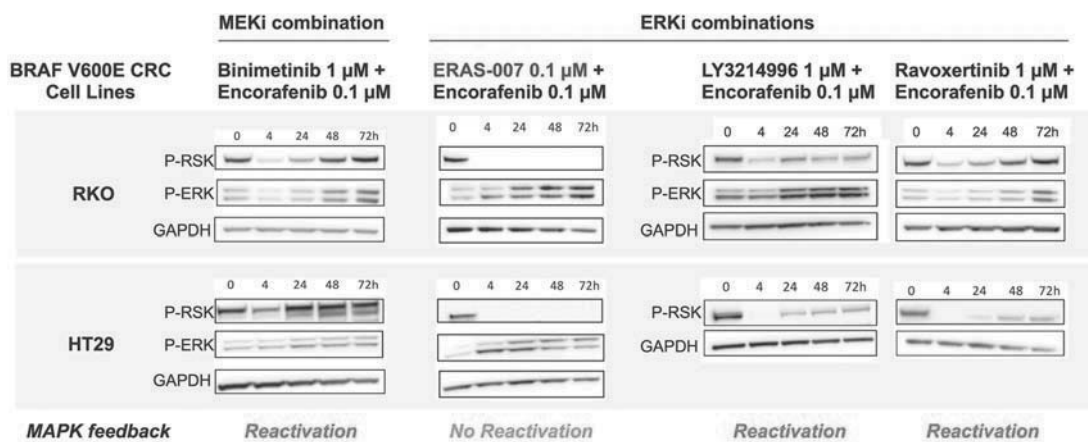 MEKi combination ERKi combinations
BRAF V600E CRC Cell Lines
Binimetinib 1 µM + Encorafenib 0.1 µM
ERAS-007 0.1 µM + Encorafenib 0.1 µM
LY3214996 1 µM + Encorafenib 0.1 µM
Ravoxertinib 1 µM + Encorafenib 0.1 µM
0 4 24 48 72h 0 4 24 48 72h 0 4 24 48 72h 0 4 24 48 72h
P-RSK P-RSK
RKO P-ERK P-ERK
GAPDH GAPDH
0 4 24 48 72h 0 4 24 48 72h 0 4 24 48 72h 0 4 24 48 72h
P-RSK P-RSK
HT29 P-ERK GAPDH
GAPDH
MAPK feedback Reactivation No Reactivation Reactivation Reactivation